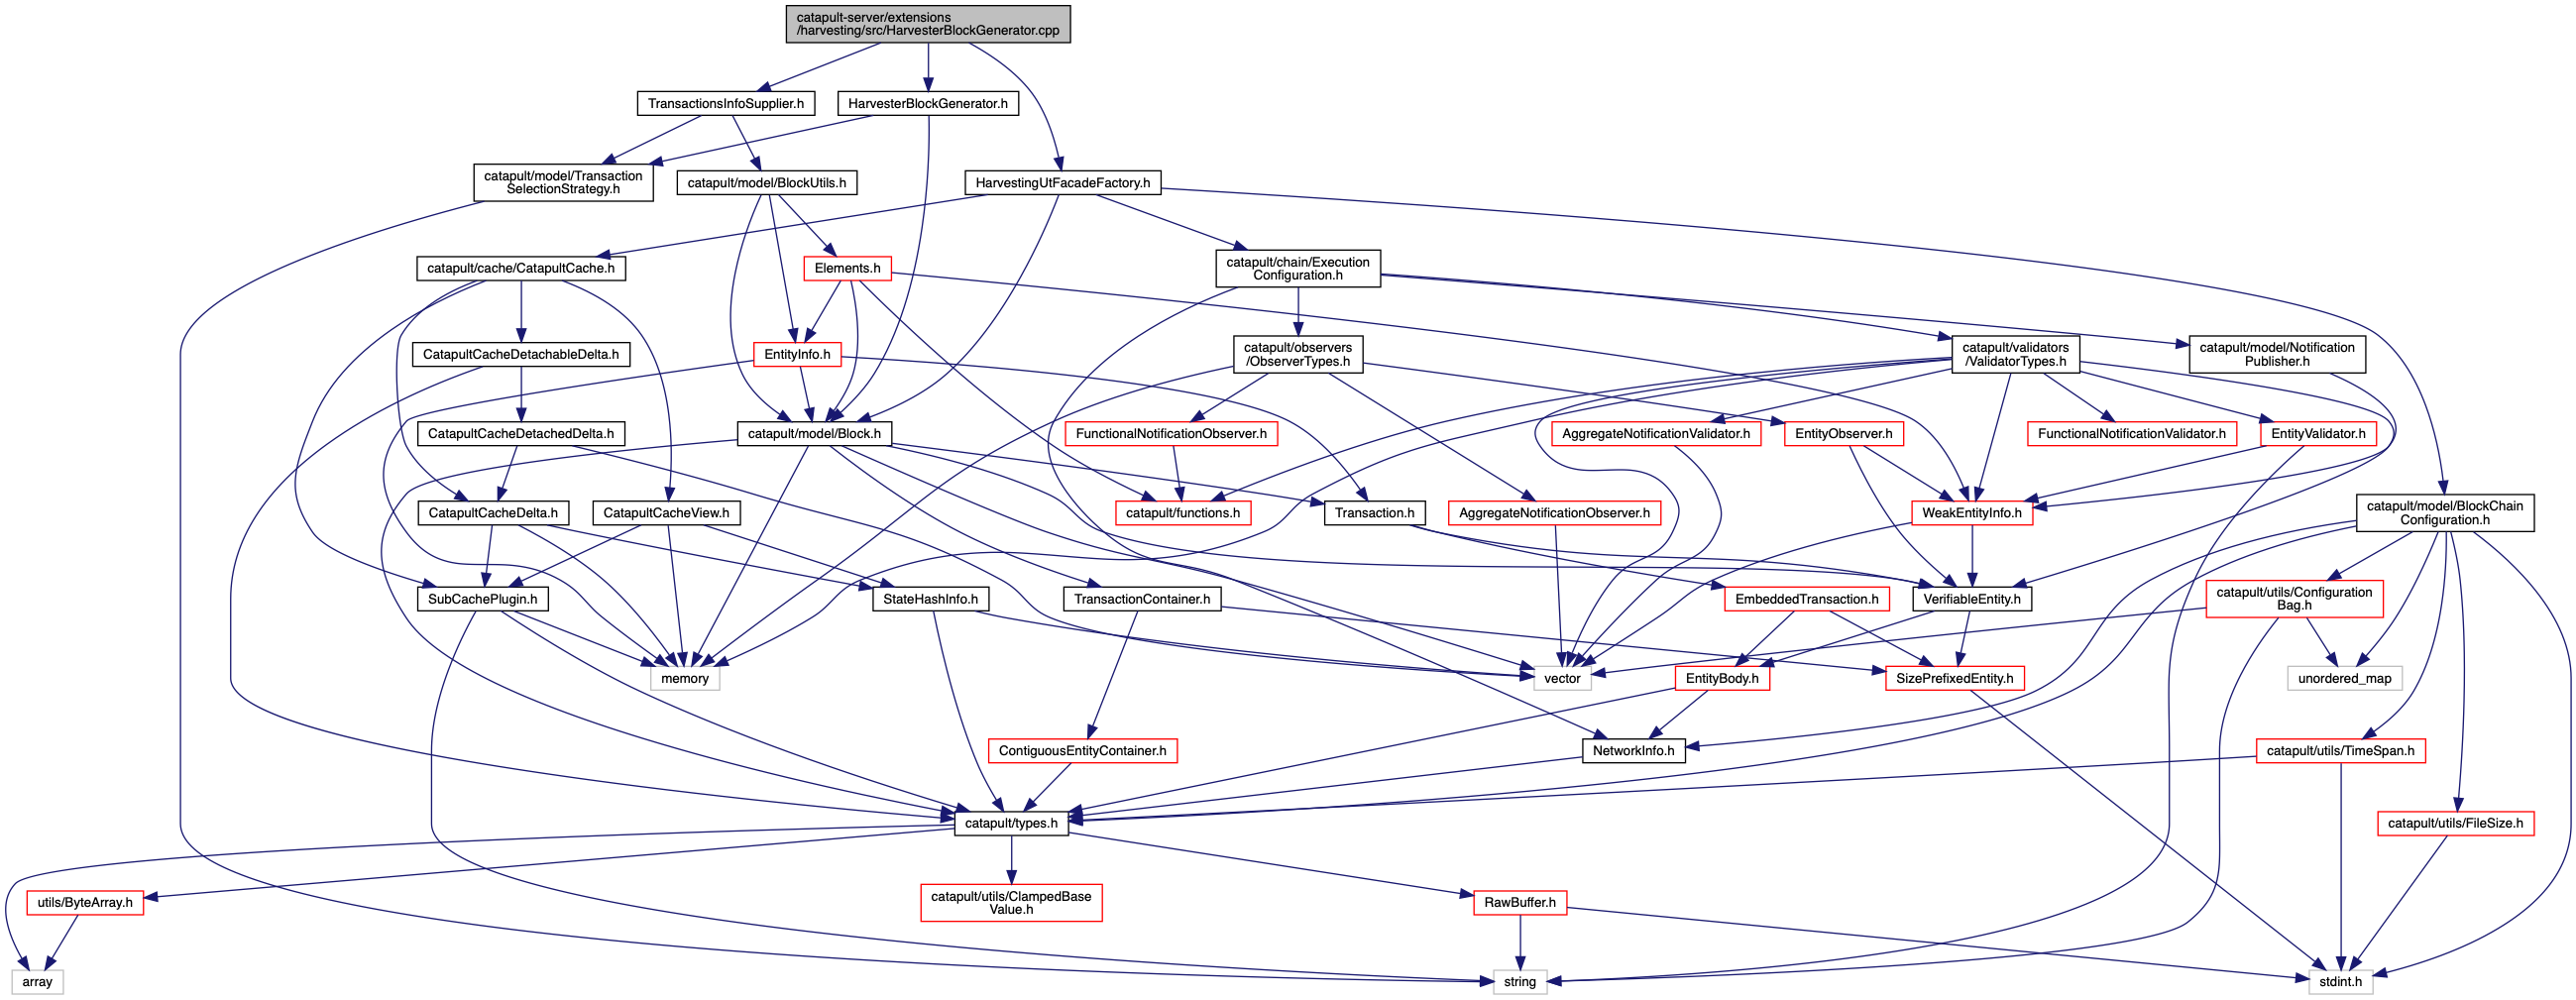 catapult-server/extensions
/harvesting/src/HarvesterBlockGenerator.cpp
TransactionsInfoSupplier.h
HarvesterBlockGenerator.h
catapult/model/Transaction
SelectionStrategy.h
catapult/model/BlockUtils.h
HarvestingUtFacadeFactory.h
catapult/cache/CatapultCache.h
Elements.h
catapult/chain/Execution
Configuration.h
CatapultCacheDetachableDelta.h
EntityInfo.h
catapult/observers
/ObserverTypes.h
catapult/validators
/ValidatorTypes.h
catapult/model/Notification
Publisher.h
CatapultCacheDetachedDelta.h
catapult/model/Block.h
FunctionalNotificationObserver.h
AggregateNotificationValidator.h
EntityObserver.h
FunctionalNotificationValidator.h
EntityValidator.h
CatapultCacheDelta.h
CatapultCacheView.h
catapult/functions.h
Transaction.h
AggregateNotificationObserver.h
WeakEntityInfo.h
catapult/model/BlockChain
Configuration.h
SubCachePlugin.h
StateHashInfo.h
TransactionContainer.h
EmbeddedTransaction.h
VerifiableEntity.h
catapult/utils/Configuration
Bag.h
memory
vector
EntityBody.h
SizePrefixedEntity.h
unordered_map
ContiguousEntityContainer.h
NetworkInfo.h
catapult/utils/TimeSpan.h
catapult/types.h
catapult/utils/FileSize.h
utils/ByteArray.h
catapult/utils/ClampedBase
Value.h
RawBuffer.h
array
string
stdint.h